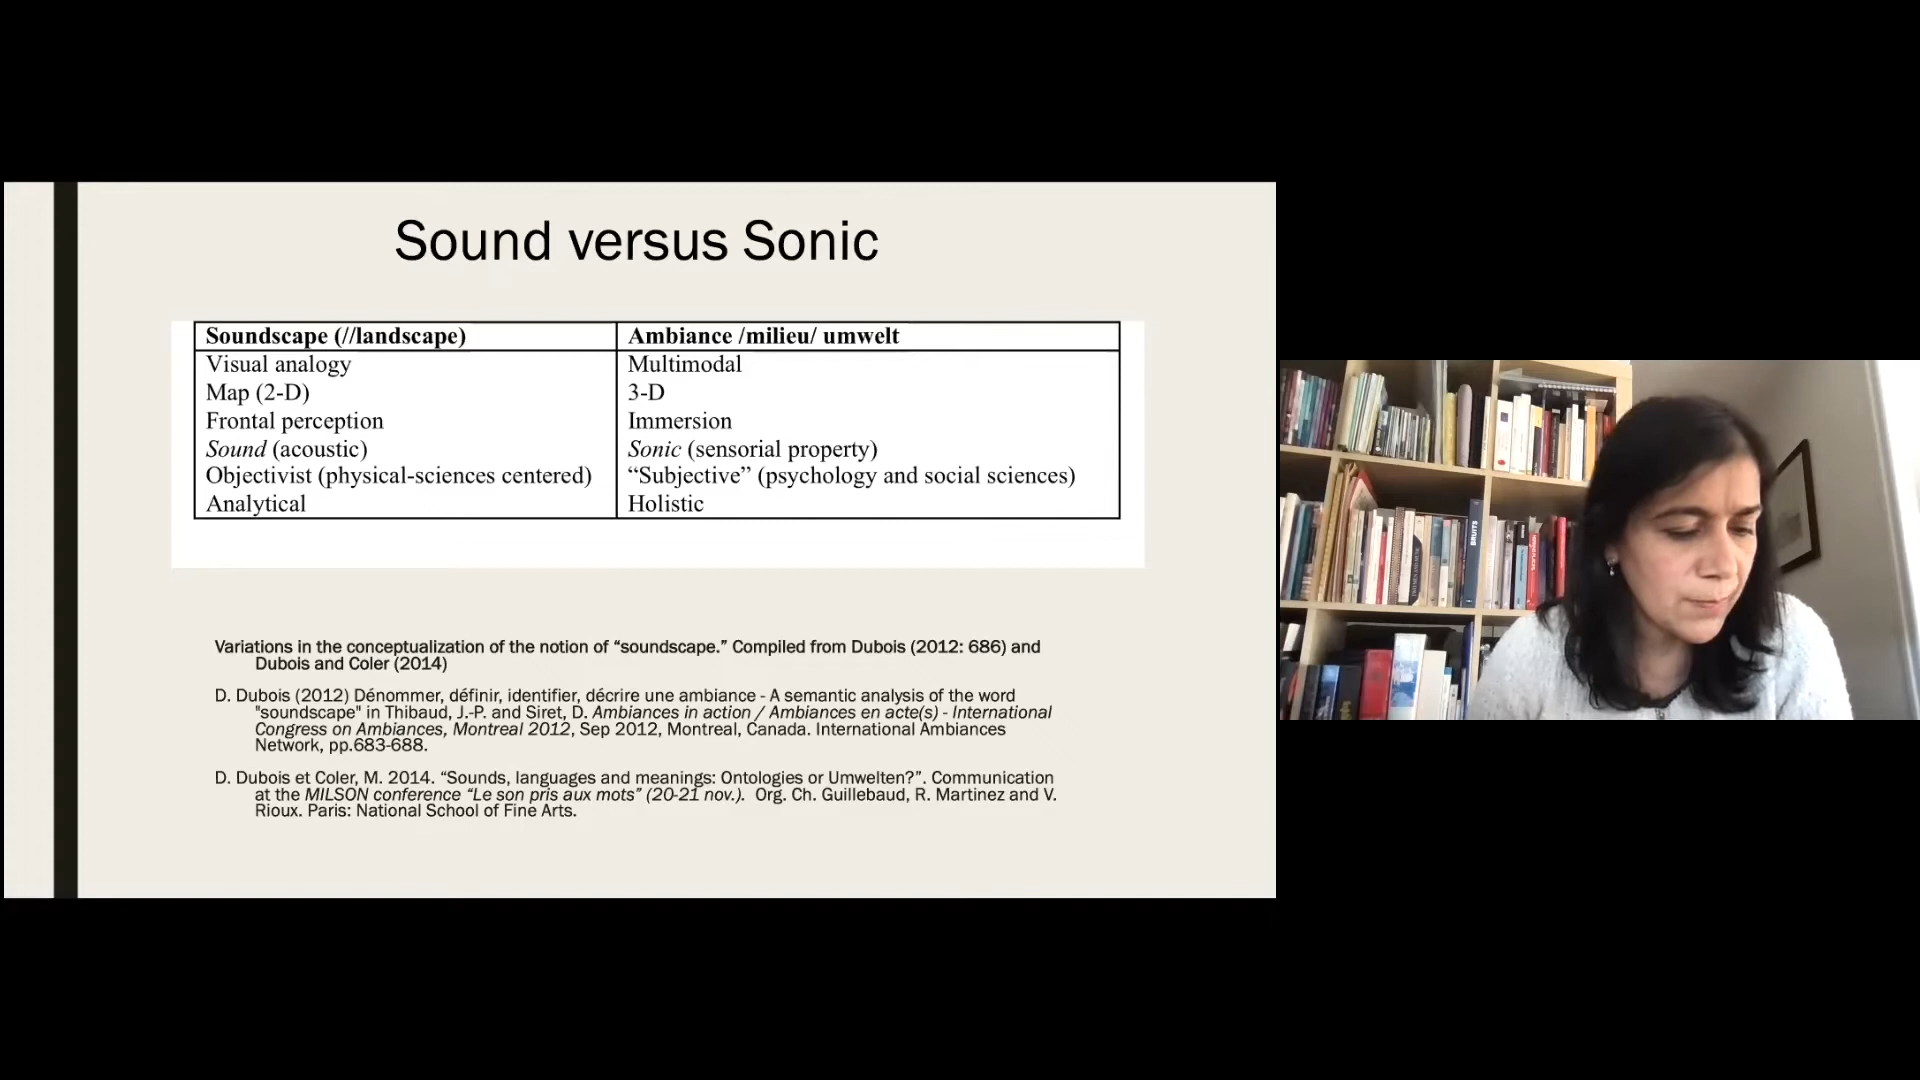 Sound versus Sonic
Soundscape (//landscape)
Ambiance /milieu/ umwelt
Visual analogy
Multimodal
Map (2-D)
3-D
Frontal perception
Immersion
Sound (acoustic)
Sonic (sensorial property)
Objectivist (physical-sciences centered)
“Subjective” (psychology and social sciences)
Analytical
Holistic
Variations in the conceptualization of the notion of “soundscape.” Compiled from Dubois (2012: 686) and
Dubois and Coler (2014)
D. Dubois (2012) Dénommer, définir, identifier, décrire une ambiance - A semantic analysis of the word
"soundscape" in Thibaud, J.-P. and Siret, D. Ambiances in action / Ambiances en acte(s) - International
Congress on Ambiances, Montreal 2012, Sep 2012, Montreal, Canada. International Ambiances
Network, pp.683-688.
D. Dubois et Coler, M. 2014. “Sounds, languages and meanings: Ontologies or Umwelten?”. Communication
at the MILSON conference “Le son pris aux mots” (20-21 nov.). Org. Ch. Guillebaud, R. Martinez and V.
Rioux. Paris: National School of Fine Arts.
BRUITS